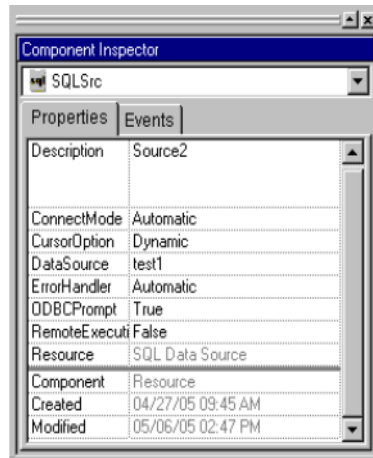 Component Inspector
SQLSrc
Properties Events
Description Source2
ConnectMode Automatic
CursorOption Dynamic
DataSource test1
ErrorHandler Automatic
ODBCPrompt True
RemoteExecuti False
Resource SQL Data Source
Component Resource
Created 04/27/05 09:45 AM
Modified 05/06/05 02:47 PM